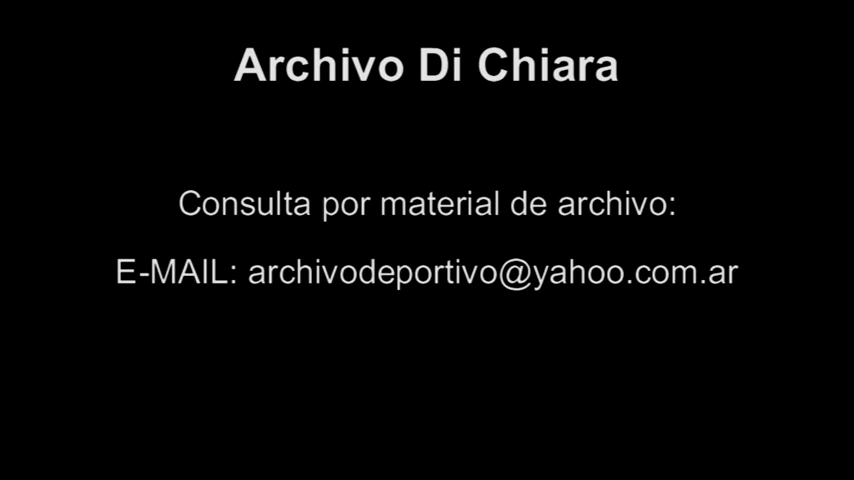 Archivo Di Chiara
Consulta por material de archivo:
E-MAIL: archivodeportivo@yahoo.com.ar